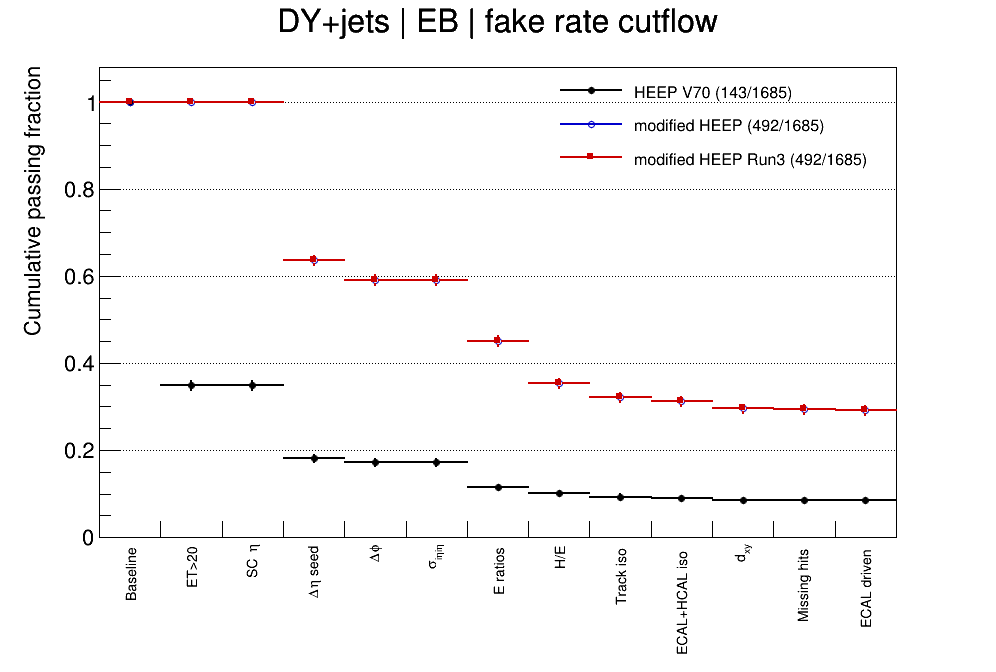 DY+jets | EB | fake rate cutflow
Cumulative passing fraction
HEEP V70 (143/1685)
modified HEEP (492/1685)
modified HEEP Run3 (492/1685)
1
0.8
0.6
0.4
0.2
0
Baseline
ET>20
SC η
Δη seed
Δϕ
σiηiη
E ratios
H/E
Track iso
ECAL+HCAL iso
dxy
Missing hits
ECAL driven